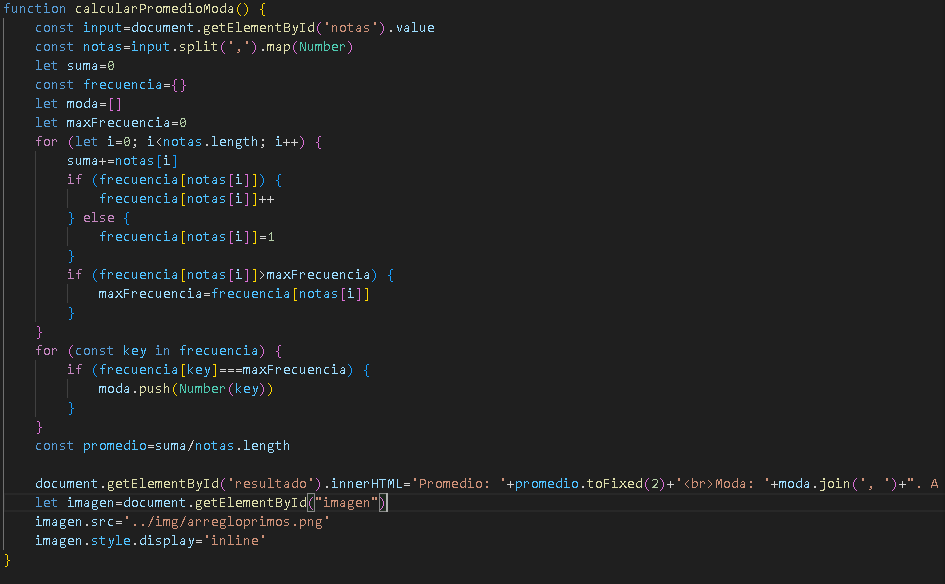 function calcularPromedioModa() {
    const input=document.getElementById('notas').value
    const notas=input.split(',').map(Number)
    let suma=0
    const frecuencia={}
    let moda=[]
    let maxFrecuencia=0
    for (let i=0; i<notas.length; i++) {
        suma+=notas[i]
        if (frecuencia[notas[i]]) {
            frecuencia[notas[i]]++
        } else {
            frecuencia[notas[i]]=1
        }
        if (frecuencia[notas[i]]>maxFrecuencia) {
            maxFrecuencia=frecuencia[notas[i]]
        }
    }
    for (const key in frecuencia) {
        if (frecuencia[key]===maxFrecuencia) {
            moda.push(Number(key))
        }
    }
    const promedio=suma/notas.length
    document.getElementById('resultado').innerHTML='Promedio: '+promedio.toFixed(2)+'<br>Moda: '+moda.join(', ')+". A
    let imagen=document.getElementById("imagen")
    imagen.src='../img/arregloprimos.png'
    imagen.style.display='inline'
}